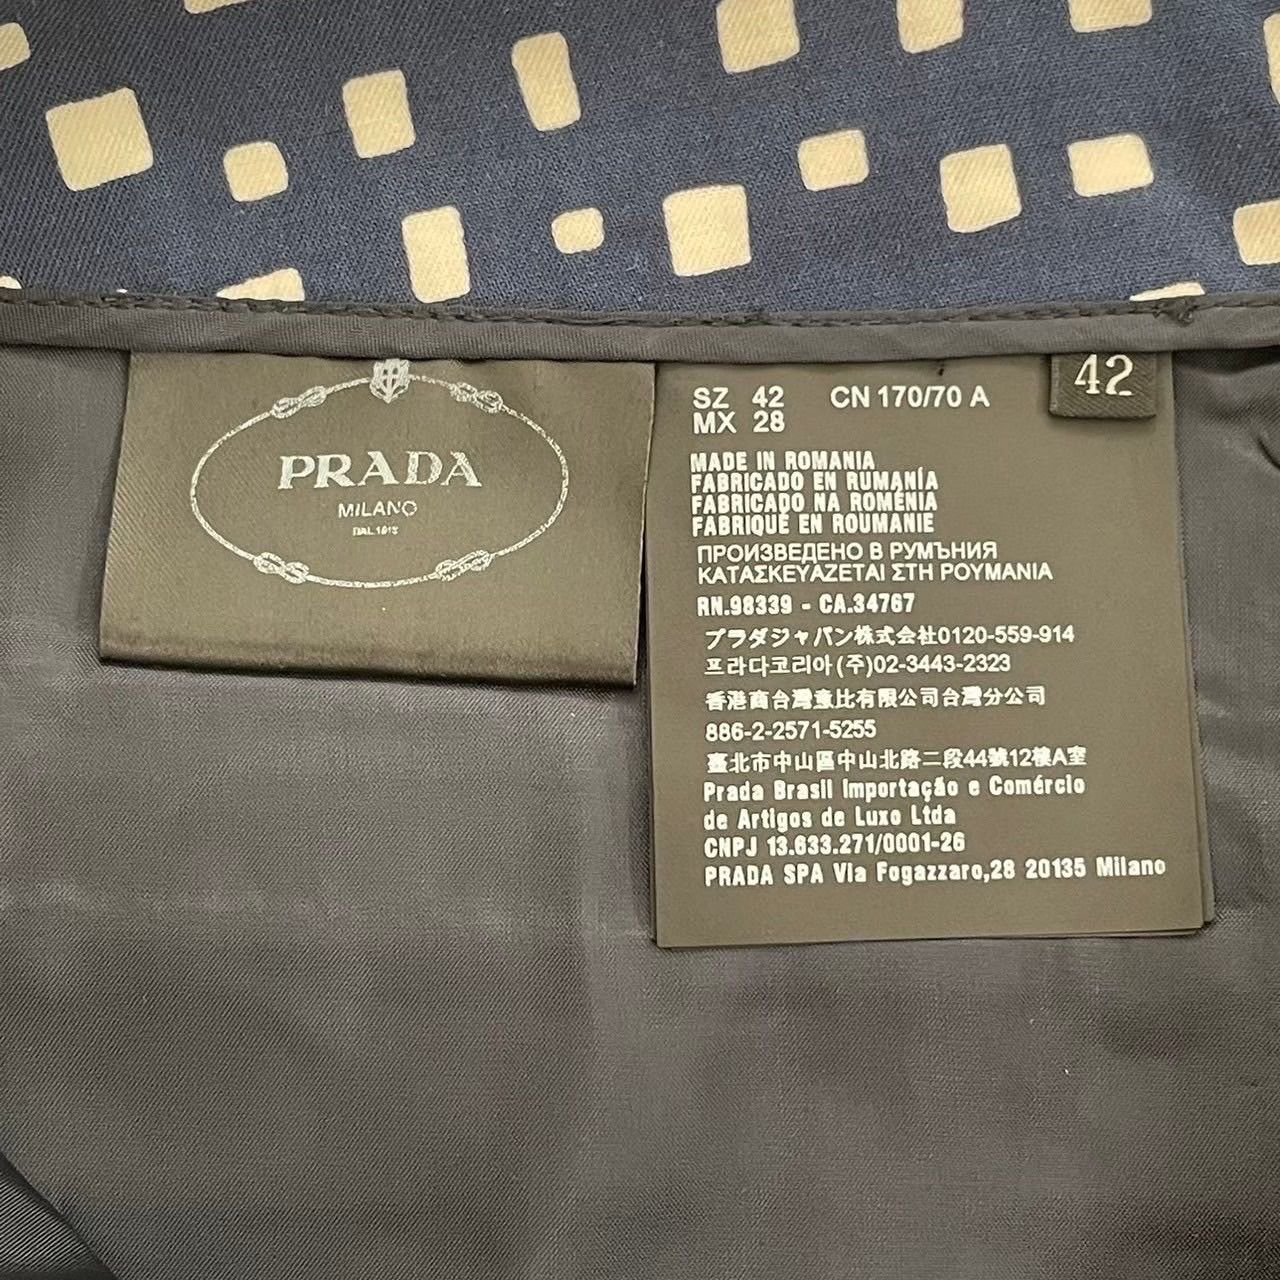 PRADA
MILANO
DAL 1913
SZ 42 CN 170/70 A
MX 28
42
MADE IN ROMANIA
FABRICADO EN RUMANÍA
FABRICADO NA ROMÉNIA
FABRIQUÉ EN ROUMANIE
ПРОИЗВЕДЕНО В РУМЪНИЯ
ΚΑΤΑΣΚΕΥΑΖΕΤΑΙ ΣΤΗ ΡΟΥΜΑΝΙΑ
RN.98339 - CA.34767
プラダジャパン株式会社0120-559-914
프라다코리아(주)02-3443-2323
香港商台灣意比有限公司台灣分公司
886-2-2571-5255
臺北市中山區中山北路二段44號12樓A室
Prada Brasil Importação e Comércio
de Artigos de Luxo Ltda
CNPJ 13.633.271/0001-26
PRADA SPA Via Fogazzaro,28 20135 Milano